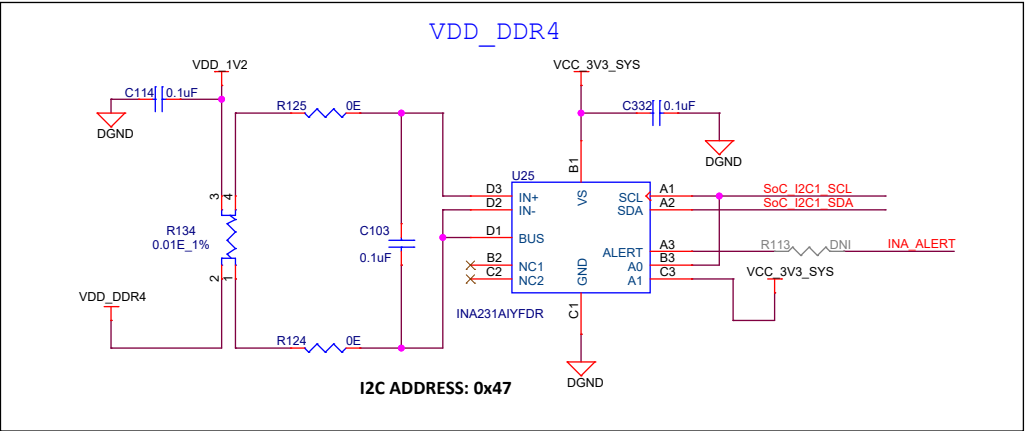 VDD_DDR4
VDD_1V2
VCC_3V3_SYS
C114 0.1uF
DGND
R125 0E
C332 0.1uF
DGND
B1
U25
VS
D3 IN+
D2 IN-
D1 BUS
B2 NC1
C2 NC2
SCL A1 SoC_I2C1_SCL
SDA A2 SoC_I2C1_SDA
ALERT A3 R113 DNI INA_ALERT
A0 B3
A1 C3
VCC_3V3_SYS
GND
C1
INA231AIYFDR
3 4
R134
0.01E_1%
2 1
C103
0.1uF
VDD_DDR4
R124 0E
DGND
I2C ADDRESS: 0x47